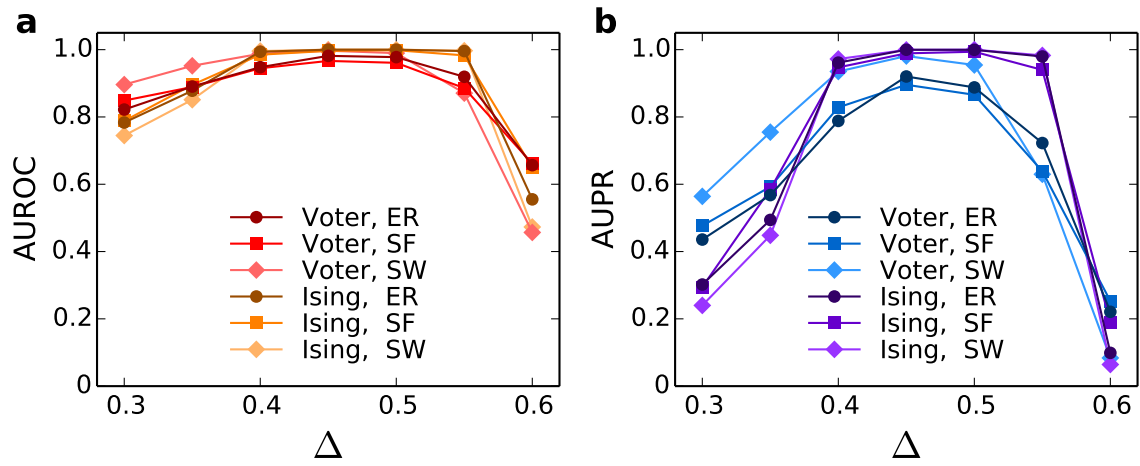 a
AUROC
1.0
0.8
0.6
0.4
0.2
0
0.3
0.4
0.5
0.6
Δ
Voter, ER
Voter, SF
Voter, SW
Ising, ER
Ising, SF
Ising, SW
b
AUPR
1.0
0.8
0.6
0.4
0.2
0
0.3
0.4
0.5
0.6
Δ
Voter, ER
Voter, SF
Voter, SW
Ising, ER
Ising, SF
Ising, SW